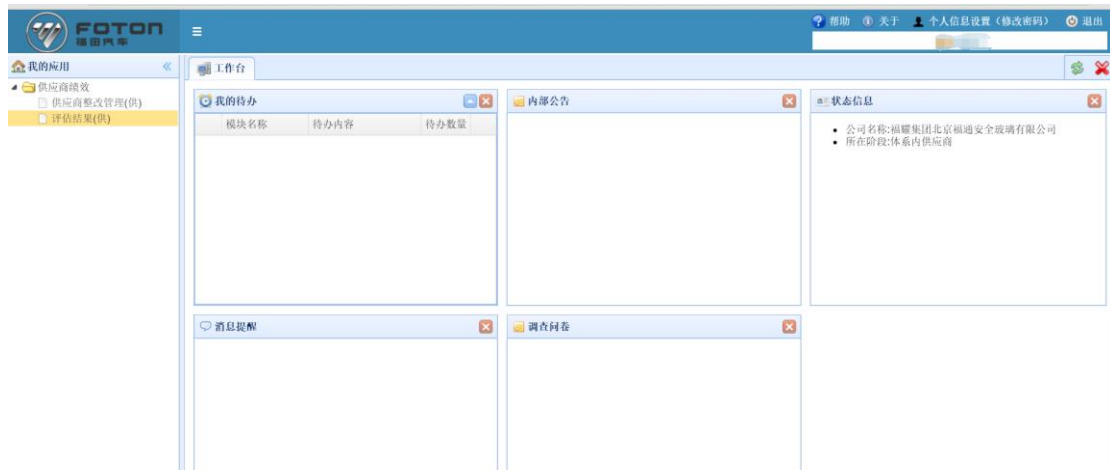 FOTON
福田汽车
帮助 关于 个人信息设置（修改密码） 退出
我的应用
供应商绩效
供应商整改管理(供)
评估结果(供)
工作台
我的待办
模块名称 待办内容 待办数量
内部公告
状态信息
公司名称:福耀集团北京福通安全玻璃有限公司
所在阶段:体系内供应商
消息提醒
调查问卷